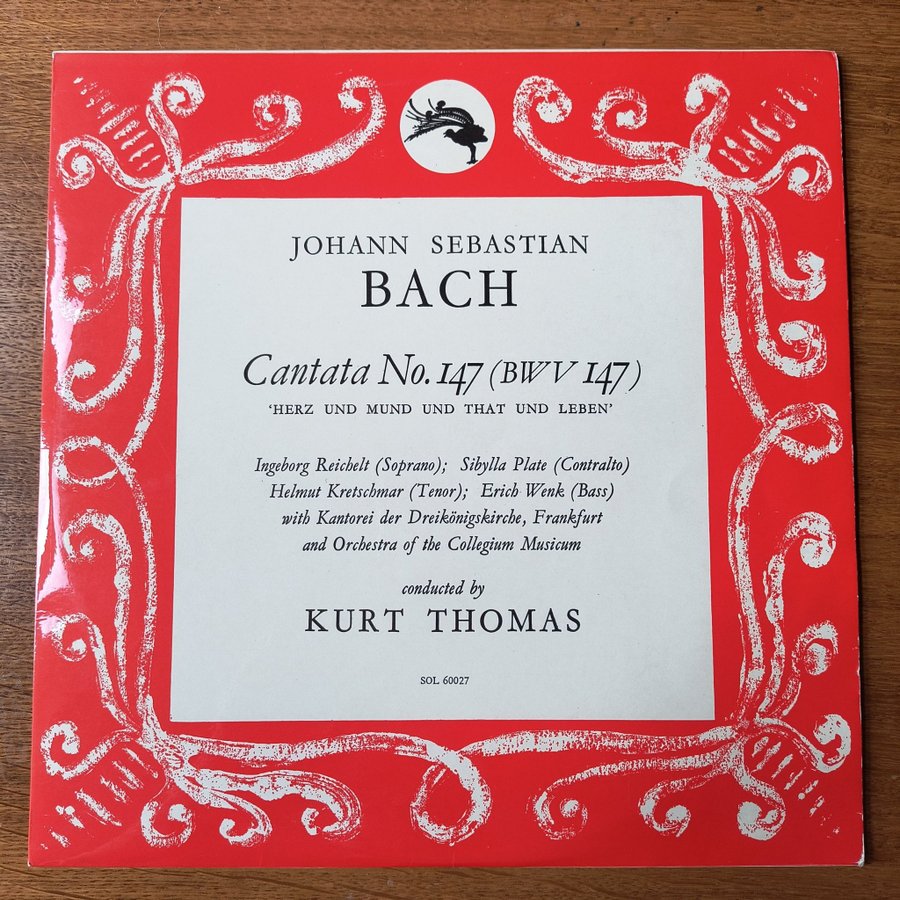 JOHANN SEBASTIAN
BACH
Cantata No. 147 (BWV 147)
‘HERZ UND MUND UND THAT UND LEBEN’
Ingeborg Reichelt (Soprano); Sibylla Plate (Contralto)
Helmut Kretschmar (Tenor); Erich Wenk (Bass)
with Kantorei der Dreikönigskirche, Frankfurt
and Orchestra of the Collegium Musicum
conducted by
KURT THOMAS
SOL 60027